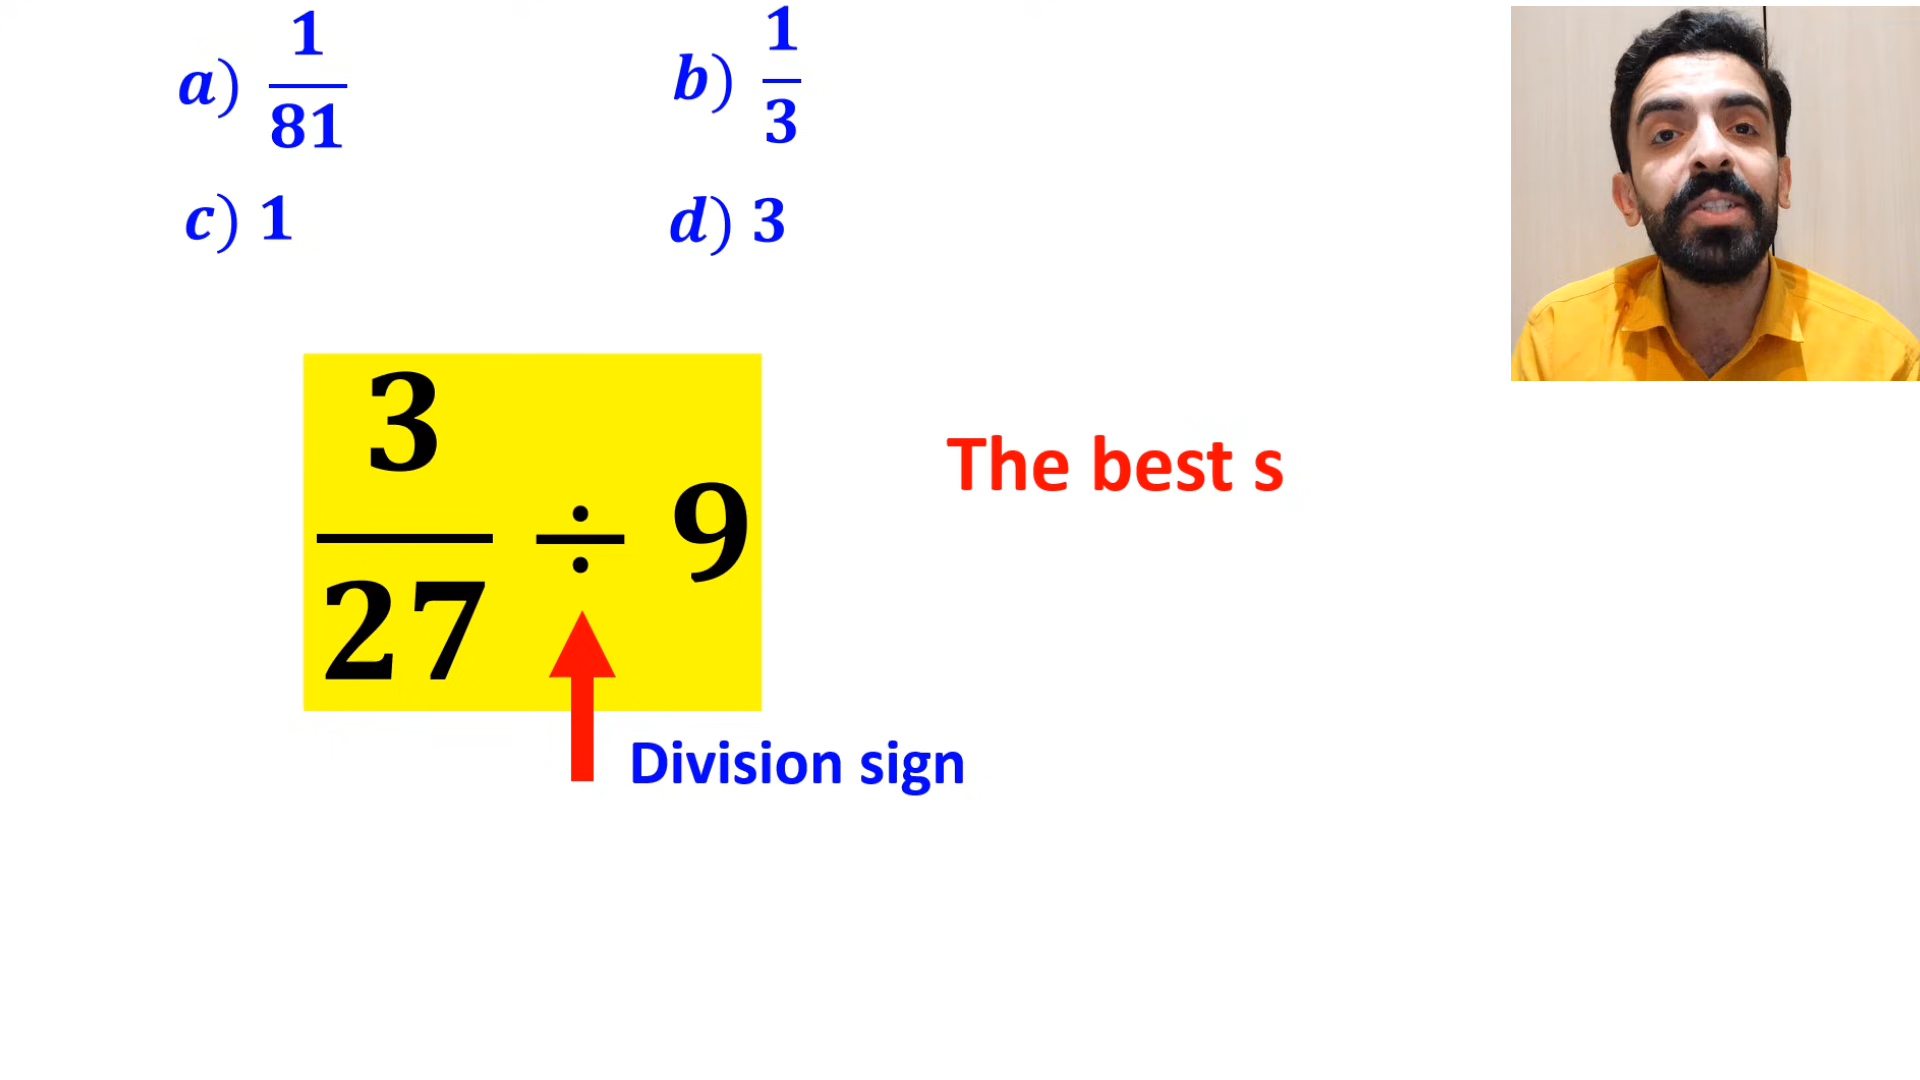 a) 1/81 b) 1/3
c) 1 d) 3
3/27 ÷ 9
The best s
Division sign